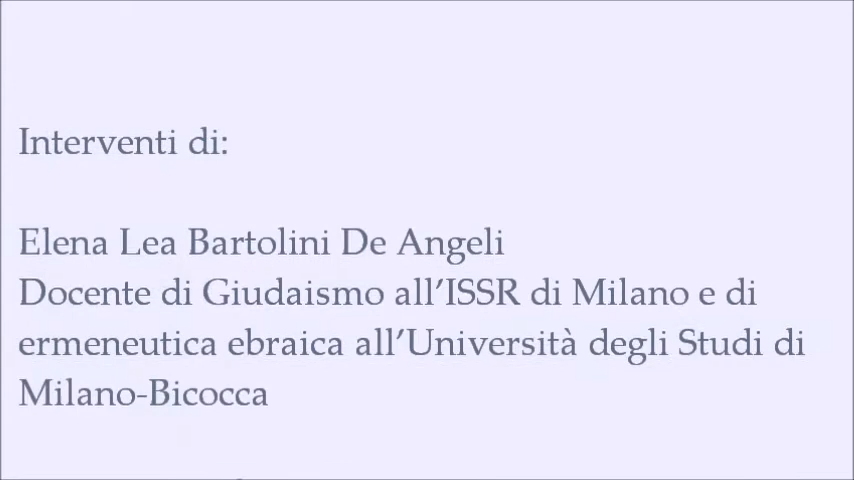 Interventi di:
Elena Lea Bartolini De Angeli
Docente di Giudaismo all’ISSR di Milano e di
ermeneutica ebraica all’Università degli Studi di
Milano-Bicocca